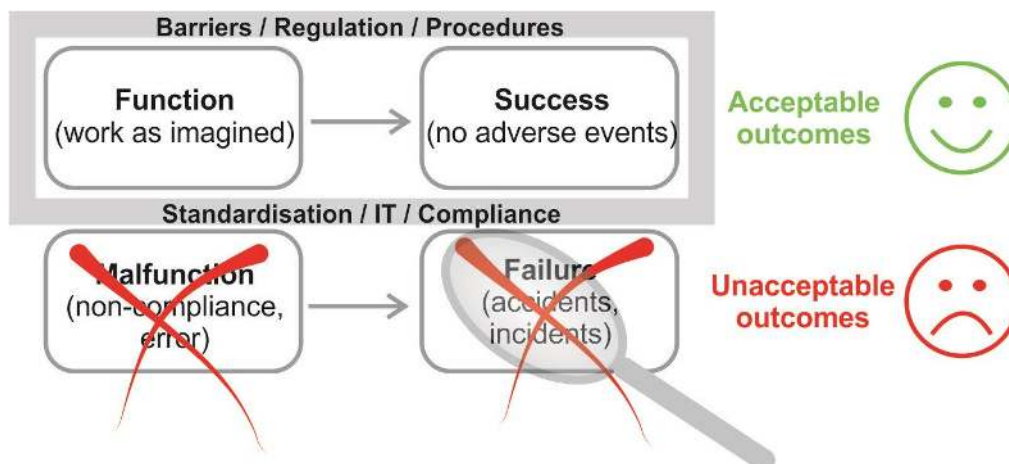 Barriers / Regulation / Procedures
Function
(work as imagined)
Success
(no adverse events)
Acceptable
outcomes
Standardisation / IT / Compliance
Malfunction
(non-compliance,
error)
Failure
(accidents,
incidents)
Unacceptable
outcomes